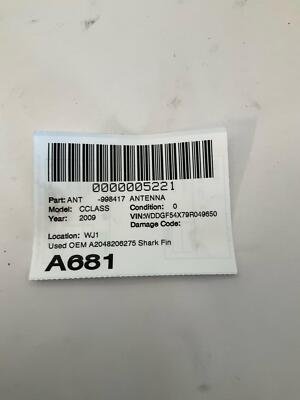 0000005221
Part: ANT -998417 ANTENNA
Model: CCLASS Condition: 0
Year: 2009 VIN:WDDGF54X79R049650
Damage Code:
Location: WJ1
Used OEM A2048206275 Shark Fin
A681